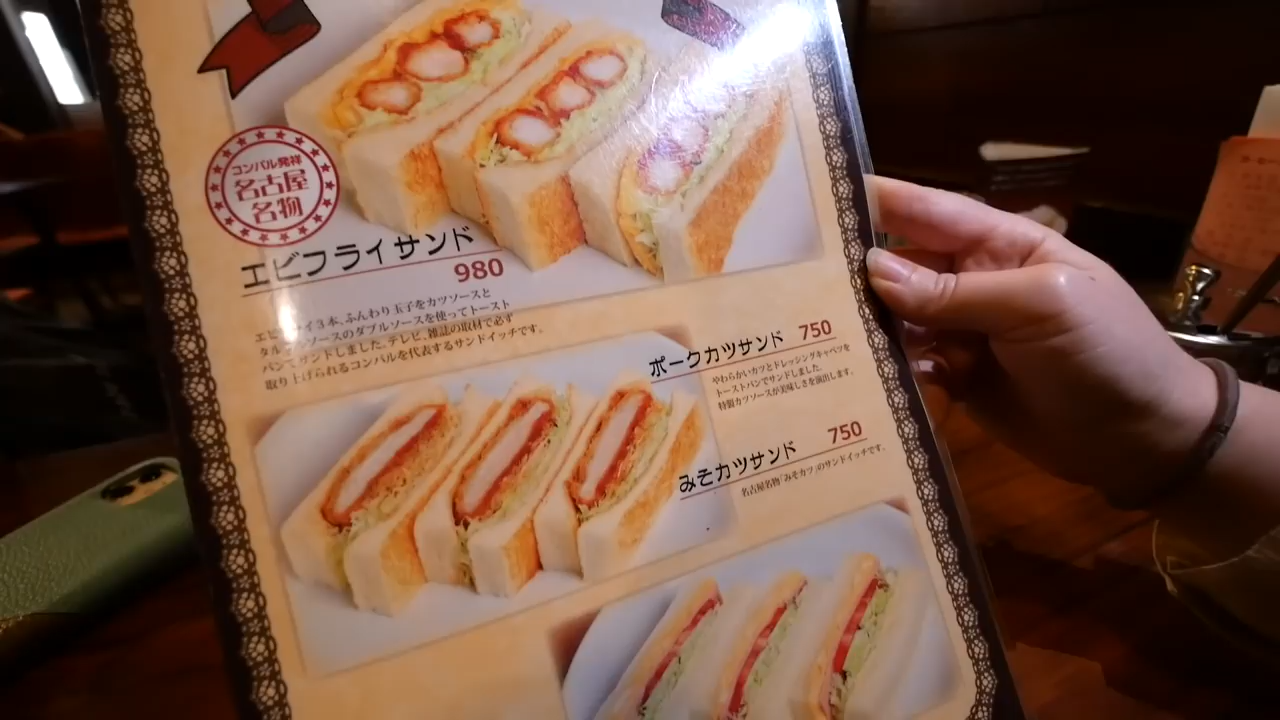 コンパル発祥
名古屋
名物
エビフライサンド
980
エビフライ3本、ふんわり玉子をカツソースと
タルタルソースのダブルソースを使ってトースト
パンでサンドしました。テレビ、雑誌の取材で必ず
取り上げられるコンパルを代表するサンドイッチです。
ポークカツサンド 750
やわらかいカツとドレッシングキャベツを
トーストパンでサンドしました。
特製カツソースが美味しさを演出します。
みそカツサンド 750
名古屋名物「みそカツ」のサンドイッチです。